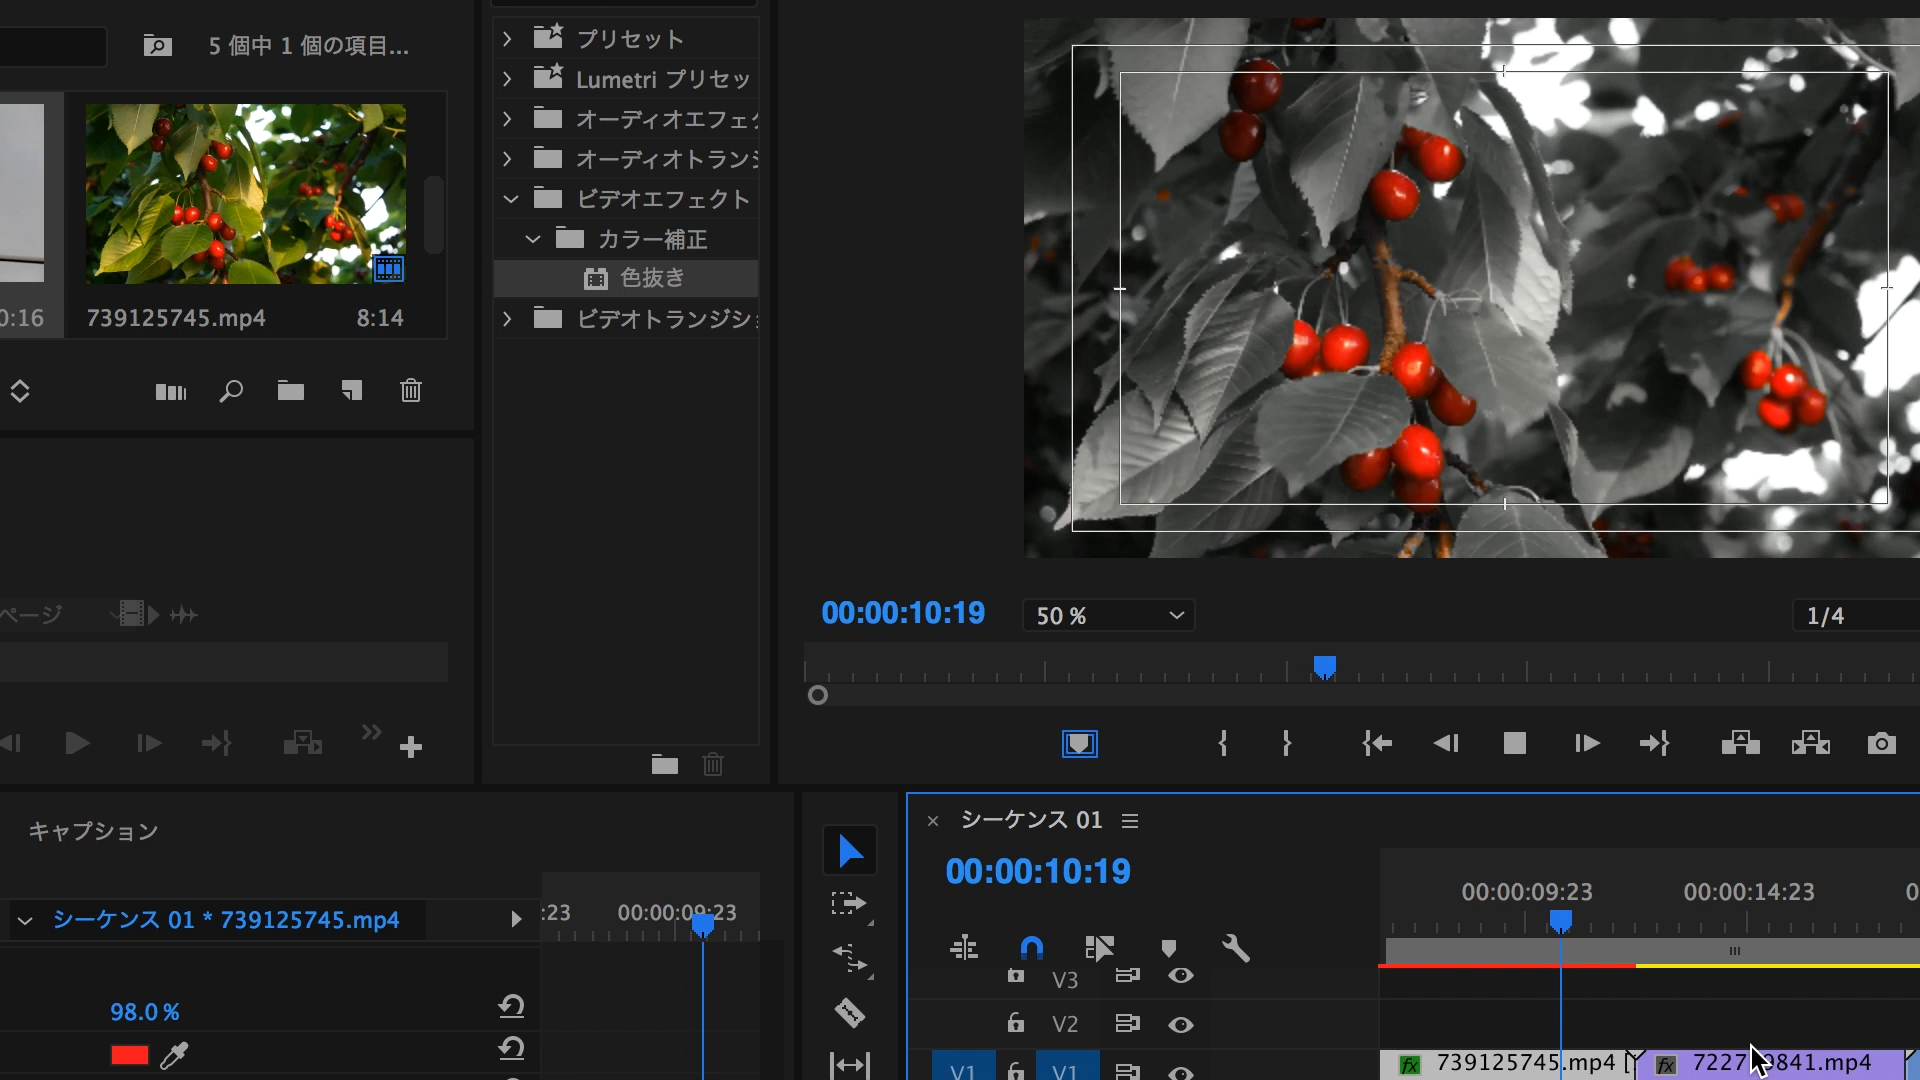 5 個中 1 個の項目...
0:16
739125745.mp4
8:14
プリセット
Lumetri プリセッ
オーディオエフェ
オーディオトランジ
ビデオエフェクト
カラー補正
色抜き
ビデオトランジショ
ページ
00:00:10:19
50 %
1/4
キャプション
シーケンス 01 * 739125745.mp4
:23
00:00:09:23
98.0 %
× シーケンス 01
00:00:10:19
00:00:09:23
00:00:14:23
0
V3
V2
V1
V1
fx 739125745.mp4 [
fx
841.mp4